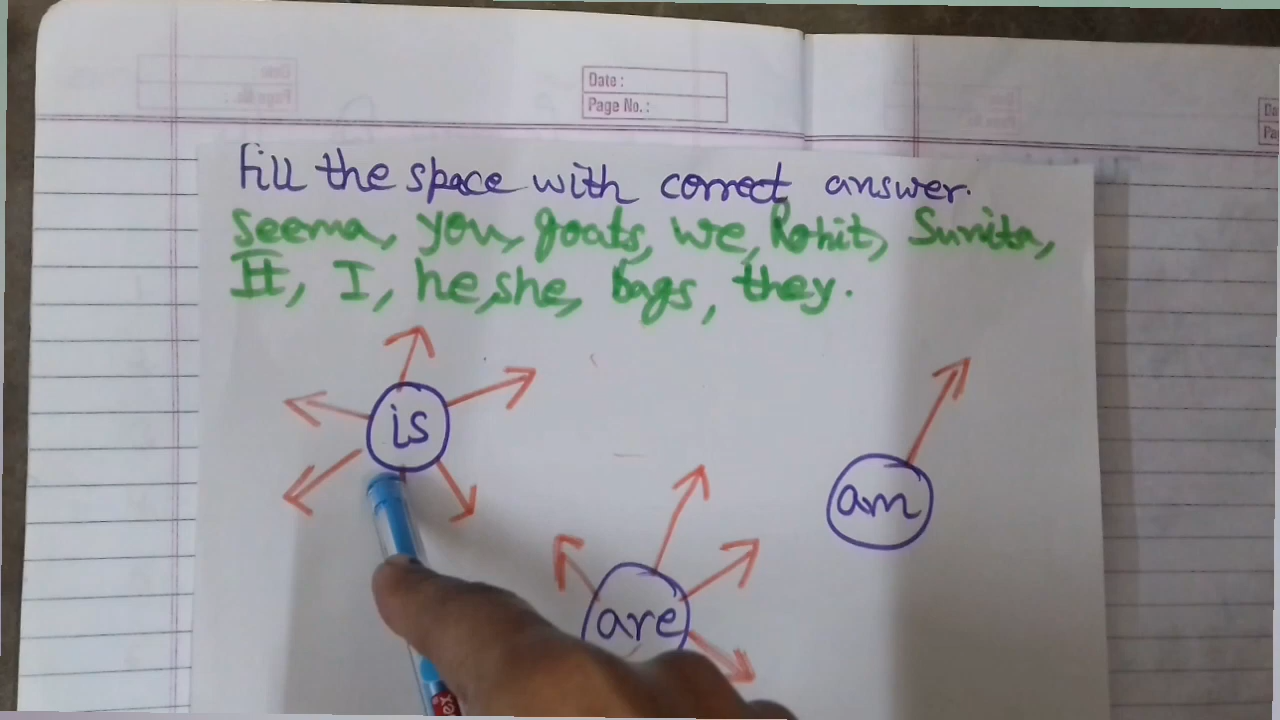 Date :
Page No. :
Fill the space with correct answer.
Seema, you, goats, we, Rohit, Sunita,
It, I, he, she, bags, they.
is
am
are